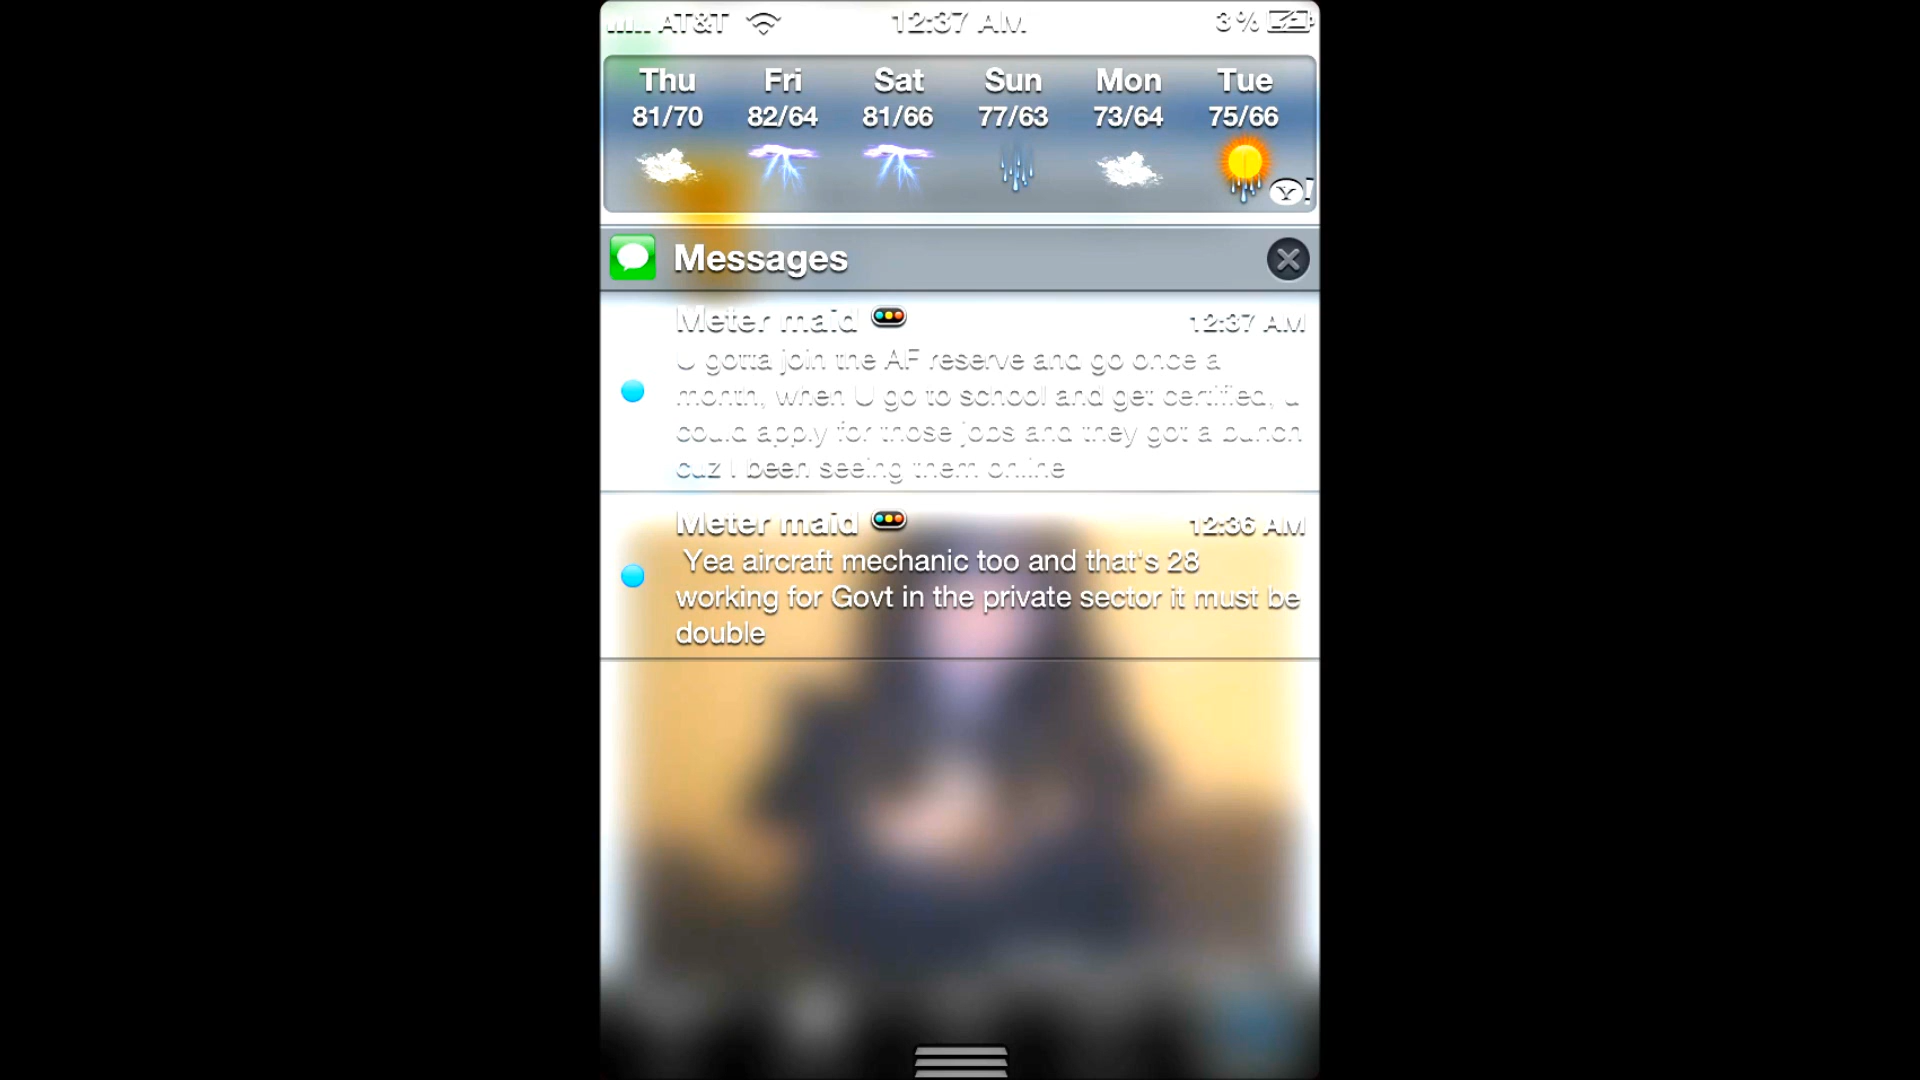 AT&T 12:37 AM 3%
Thu Fri Sat Sun Mon Tue
81/70 82/64 81/66 77/63 73/64 75/66
Y!
Messages
Meter maid 12:37 AM
U gotta join the AF reserve and go once a
month, when U go to school and get certified, u
could apply for those jobs and they got a bunch
cuz I been seeing them online
Meter maid 12:36 AM
Yea aircraft mechanic too and that's 28
working for Govt in the private sector it must be
double